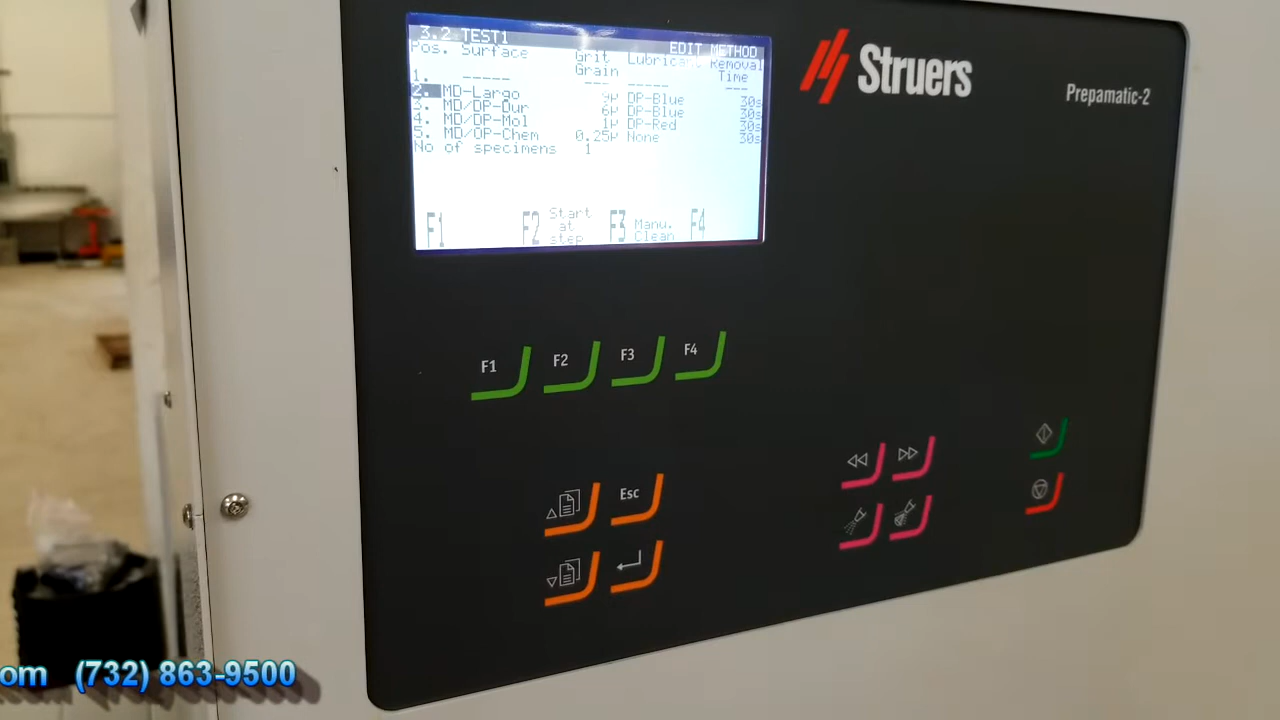 3.2 TEST1
EDIT METHOD
Pos. Surface Grit Lubricant Removal
Grain Time
1. ----- --- ----- ---
2. MD-Largo 9µ DP-Blue 30s
3. MD/DP-Dur 6µ DP-Blue 30s
4. MD/DP-Mol 1µ DP-Red 30s
5. MD/OP-Chem 0.25µ None 30s
No of specimens 1
F1 F2 Start at step F3 Manu. Clean F4
Struers
Prepamatic-2
F1 F2 F3 F4
Esc
om (732) 863-9500